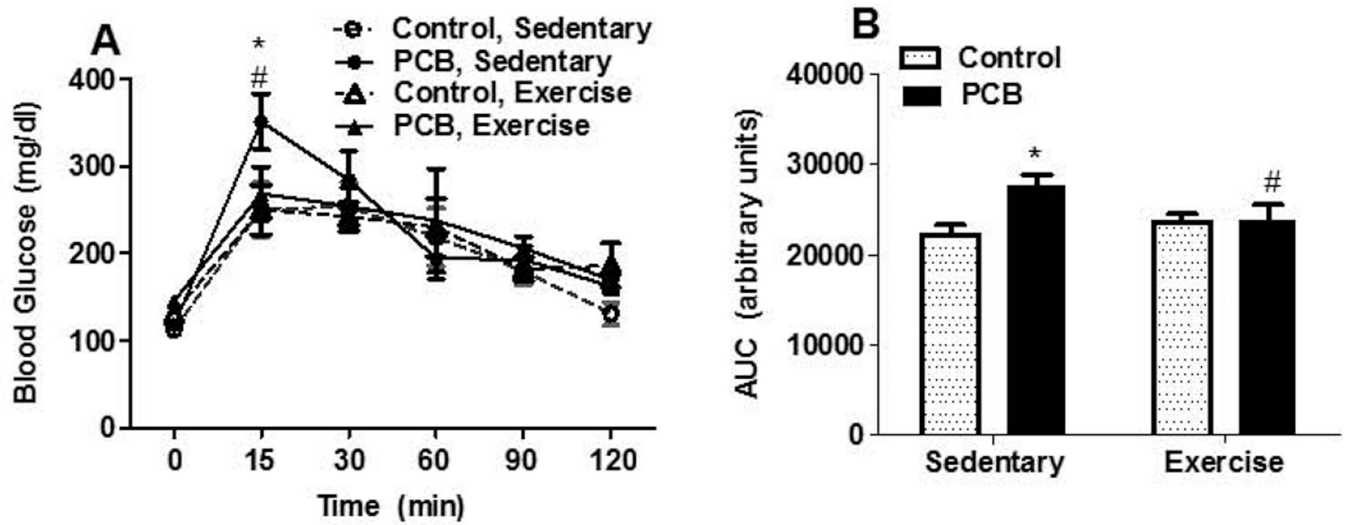 A
Control, Sedentary
PCB, Sedentary
Control, Exercise
PCB, Exercise
*
#
Blood Glucose (mg/dl)
400
300
200
100
0
0 15 30 60 90 120
Time (min)
B
Control
PCB
AUC (arbitrary units)
40000
30000
20000
10000
0
*
#
Sedentary Exercise